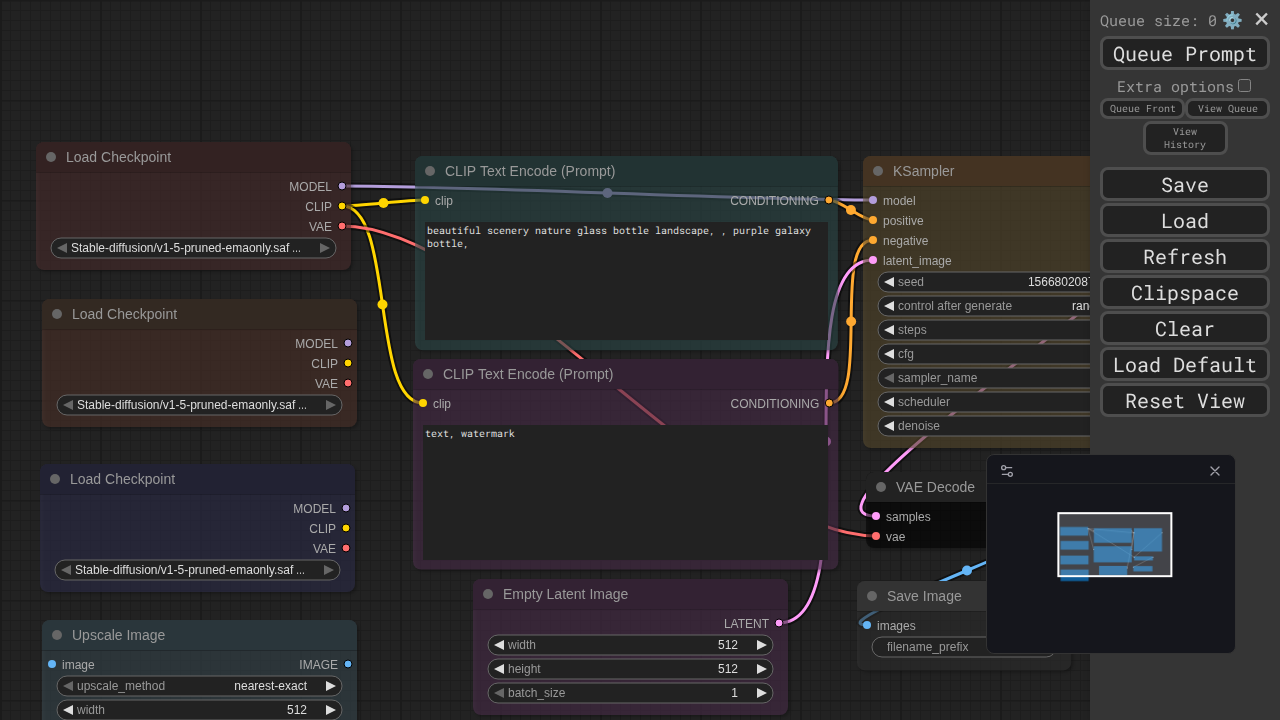 Queue size: 0
Queue Prompt
Extra options
Queue Front
View Queue
View
History
Save
Load
Refresh
Clipspace
Clear
Load Default
Reset View
Load Checkpoint
MODEL
CLIP
VAE
Stable-diffusion/v1-5-pruned-emaonly.saf ...
Load Checkpoint
MODEL
CLIP
VAE
Stable-diffusion/v1-5-pruned-emaonly.saf ...
Load Checkpoint
MODEL
CLIP
VAE
Stable-diffusion/v1-5-pruned-emaonly.saf ...
Upscale Image
image IMAGE
upscale_method nearest-exact
width 512
CLIP Text Encode (Prompt)
clip CONDITIONING
beautiful scenery nature glass bottle landscape, , purple galaxy
bottle,
CLIP Text Encode (Prompt)
clip CONDITIONING
text, watermark
Empty Latent Image
LATENT
width 512
height 512
batch_size 1
KSampler
model
positive
negative
latent_image
seed 156680208
control after generate ran
steps
cfg
sampler_name
scheduler
denoise
VAE Decode
samples
vae
Save Image
images
filename_prefix